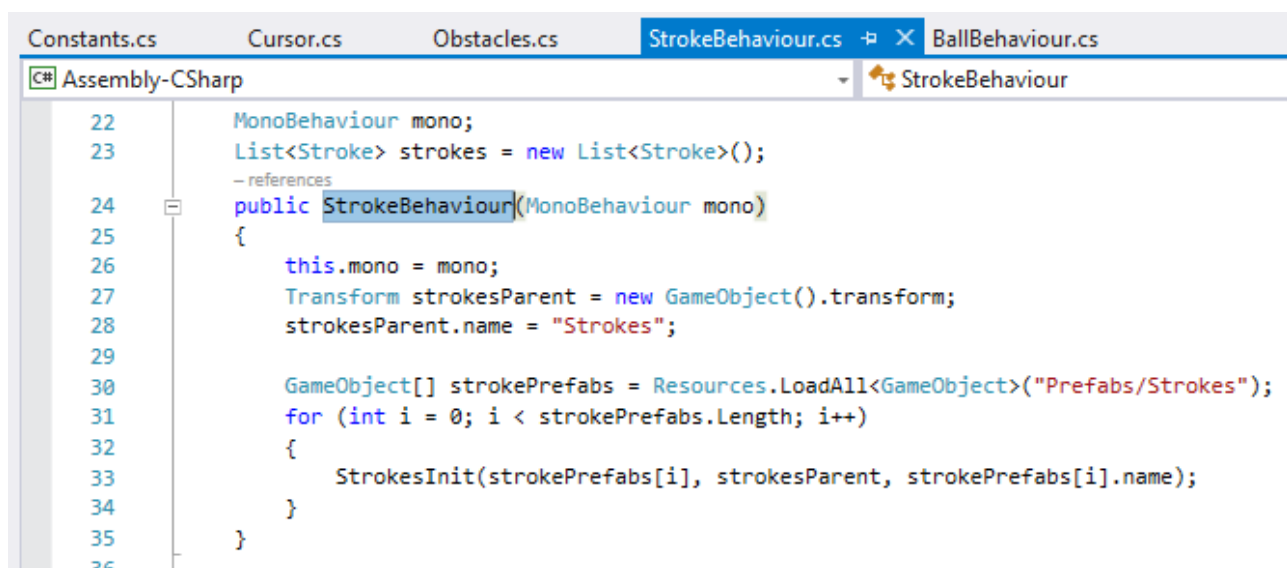 Constants.cs Cursor.cs Obstacles.cs StrokeBehaviour.cs BallBehaviour.cs
C# Assembly-CSharp StrokeBehaviour
22 MonoBehaviour mono;
23 List<Stroke> strokes = new List<Stroke>();
– references
24 public StrokeBehaviour(MonoBehaviour mono)
25 {
26 this.mono = mono;
27 Transform strokesParent = new GameObject().transform;
28 strokesParent.name = "Strokes";
29
30 GameObject[] strokePrefabs = Resources.LoadAll<GameObject>("Prefabs/Strokes");
31 for (int i = 0; i < strokePrefabs.Length; i++)
32 {
33 StrokesInit(strokePrefabs[i], strokesParent, strokePrefabs[i].name);
34 }
35 }
36